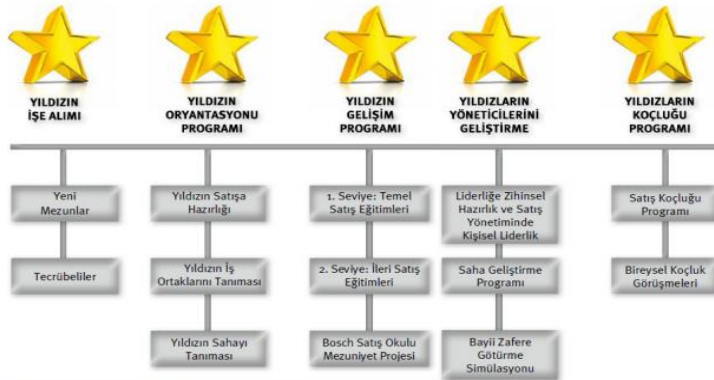 YILDIZIN
İŞE ALIMI
YILDIZIN
ORYANTASYONU
PROGRAMI
YILDIZIN
GELİŞİM
PROGRAMI
YILDIZLARIN
YÖNETİCİLERİNİ
GELİŞTİRME
YILDIZLARIN
KOÇLUĞU
PROGRAMI
Yeni
Mezunlar
Tecrübeliler
Yıldızın Satışa
Hazırlığı
Yıldızın İş
Ortaklarını Tanıması
Yıldızın Sahayı
Tanıması
1. Seviye: Temel
Satış Eğitimleri
2. Seviye: İleri Satış
Eğitimleri
Bosch Satış Okulu
Mezuniyet Projesi
Liderliğe Zihinsel
Hazırlık ve Satış
Yönetiminde
Kişisel Liderlik
Saha Geliştirme
Programı
Bayii Zafere
Götürme
Simülasyonu
Satış Koçluğu
Programı
Bireysel Koçluk
Görüşmeleri